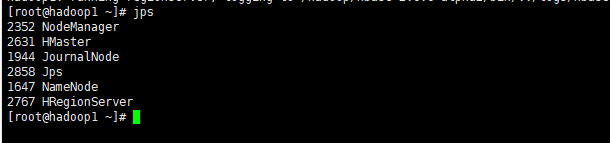 [root@hadoop1 ~]# jps
2352 NodeManager
2631 HMaster
1944 JournalNode
2858 Jps
1647 NameNode
2767 HRegionServer
[root@hadoop1 ~]#